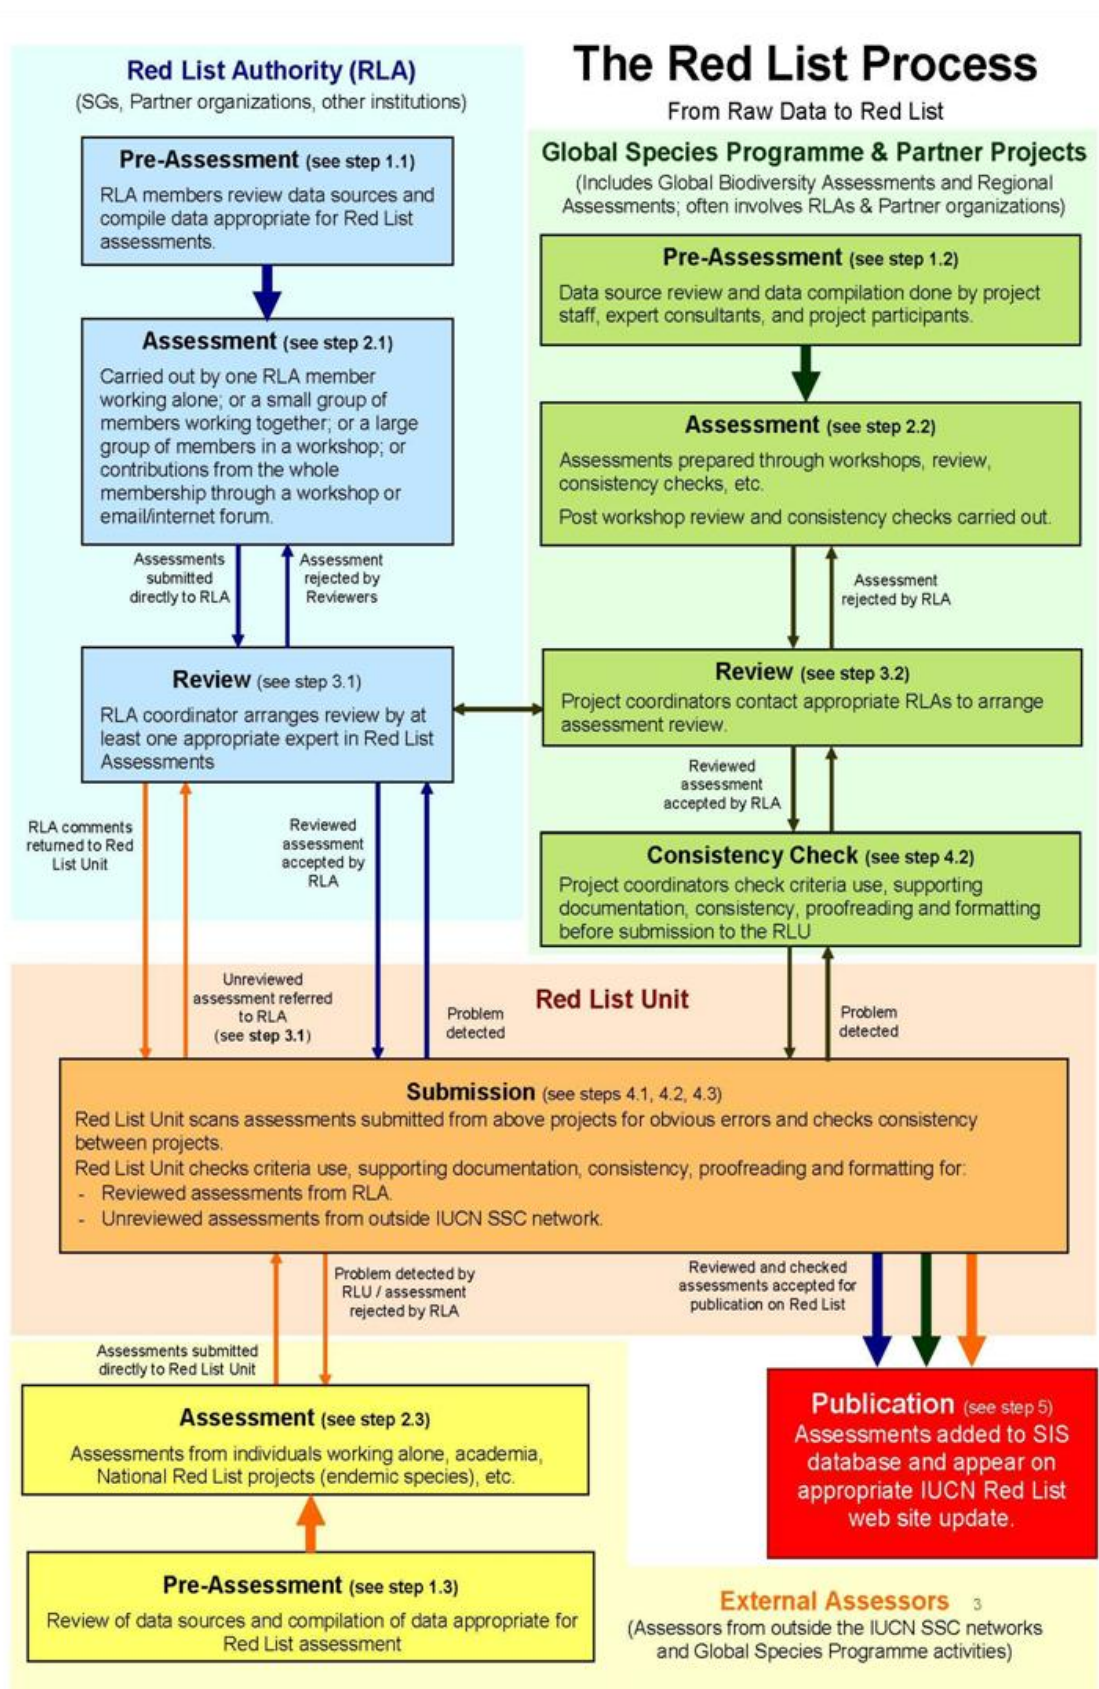 The Red List Process
From Raw Data to Red List
Red List Authority (RLA)
(SGs, Partner organizations, other institutions)
Pre-Assessment (see step 1.1)
RLA members review data sources and
compile data appropriate for Red List
assessments.
Assessment (see step 2.1)
Carried out by one RLA member
working alone; or a small group of
members working together; or a large
group of members in a workshop; or
contributions from the whole
membership through a workshop or
email/internet forum.
Assessments
submitted
directly to RLA
Assessment
rejected by
Reviewers
Review (see step 3.1)
RLA coordinator arranges review by at
least one appropriate expert in Red List
Assessments
RLA comments
returned to Red
List Unit
Reviewed
assessment
accepted by
RLA
Global Species Programme & Partner Projects
(Includes Global Biodiversity Assessments and Regional
Assessments; often involves RLAs & Partner organizations)
Pre-Assessment (see step 1.2)
Data source review and data compilation done by project
staff, expert consultants, and project participants.
Assessment (see step 2.2)
Assessments prepared through workshops, review,
consistency checks, etc.
Post workshop review and consistency checks carried out.
Assessment
rejected by RLA
Review (see step 3.2)
Project coordinators contact appropriate RLAs to arrange
assessment review.
Reviewed
assessment
accepted by RLA
Consistency Check (see step 4.2)
Project coordinators check criteria use, supporting
documentation, consistency, proofreading and formatting
before submission to the RLU
Red List Unit
Unreviewed
assessment referred
to RLA
(see step 3.1)
Problem
detected
Problem
detected
Submission (see steps 4.1, 4.2, 4.3)
Red List Unit scans assessments submitted from above projects for obvious errors and checks consistency
between projects.
Red List Unit checks criteria use, supporting documentation, consistency, proofreading and formatting for:
- Reviewed assessments from RLA.
- Unreviewed assessments from outside IUCN SSC network.
Problem detected by
RLU / assessment
rejected by RLA
Reviewed and checked
assessments accepted for
publication on Red List
Assessments submitted
directly to Red List Unit
Assessment (see step 2.3)
Assessments from individuals working alone, academia,
National Red List projects (endemic species), etc.
Pre-Assessment (see step 1.3)
Review of data sources and compilation of data appropriate for
Red List assessment
Publication (see step 5)
Assessments added to SIS
database and appear on
appropriate IUCN Red List
web site update.
External Assessors 3
(Assessors from outside the IUCN SSC networks
and Global Species Programme activities)